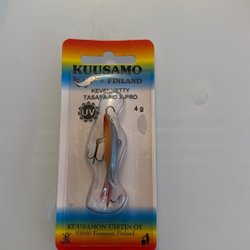 KUUSAMO
FINLAND
KEVENNETTY
TASAPAINO
PRO
4 g
UV
KUUSAMON UISTIN OY
93600 Kuusamo, Finland